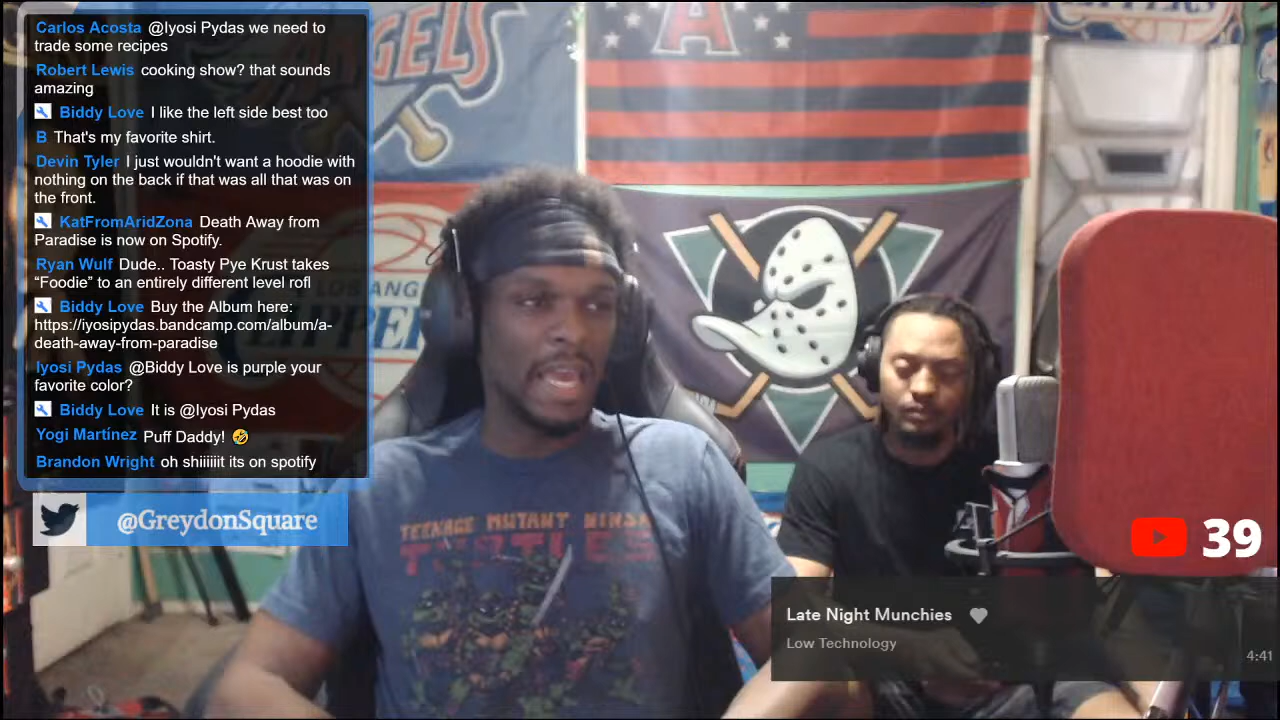 Carlos Acosta @Iyosi Pydas we need to
trade some recipes
Robert Lewis cooking show? that sounds
amazing
Biddy Love I like the left side best too
B That's my favorite shirt.
Devin Tyler I just wouldn't want a hoodie with
nothing on the back if that was all that was on
the front.
KatFromAridZona Death Away from
Paradise is now on Spotify.
Ryan Wulf Dude.. Toasty Pye Krust takes
“Foodie” to an entirely different level rofl
Biddy Love Buy the Album here:
https://iyosipydas.bandcamp.com/album/a-
death-away-from-paradise
Iyosi Pydas @Biddy Love is purple your
favorite color?
Biddy Love It is @Iyosi Pydas
Yogi Martínez Puff Daddy! 🤣
Brandon Wright oh shiiiiiit its on spotify
@GreydonSquare
ANGELS
A
LOS ANG
CLIPPERS
TEENAGE MUTANT NINJA
TURTLES
39
Late Night Munchies
Low Technology
4:41